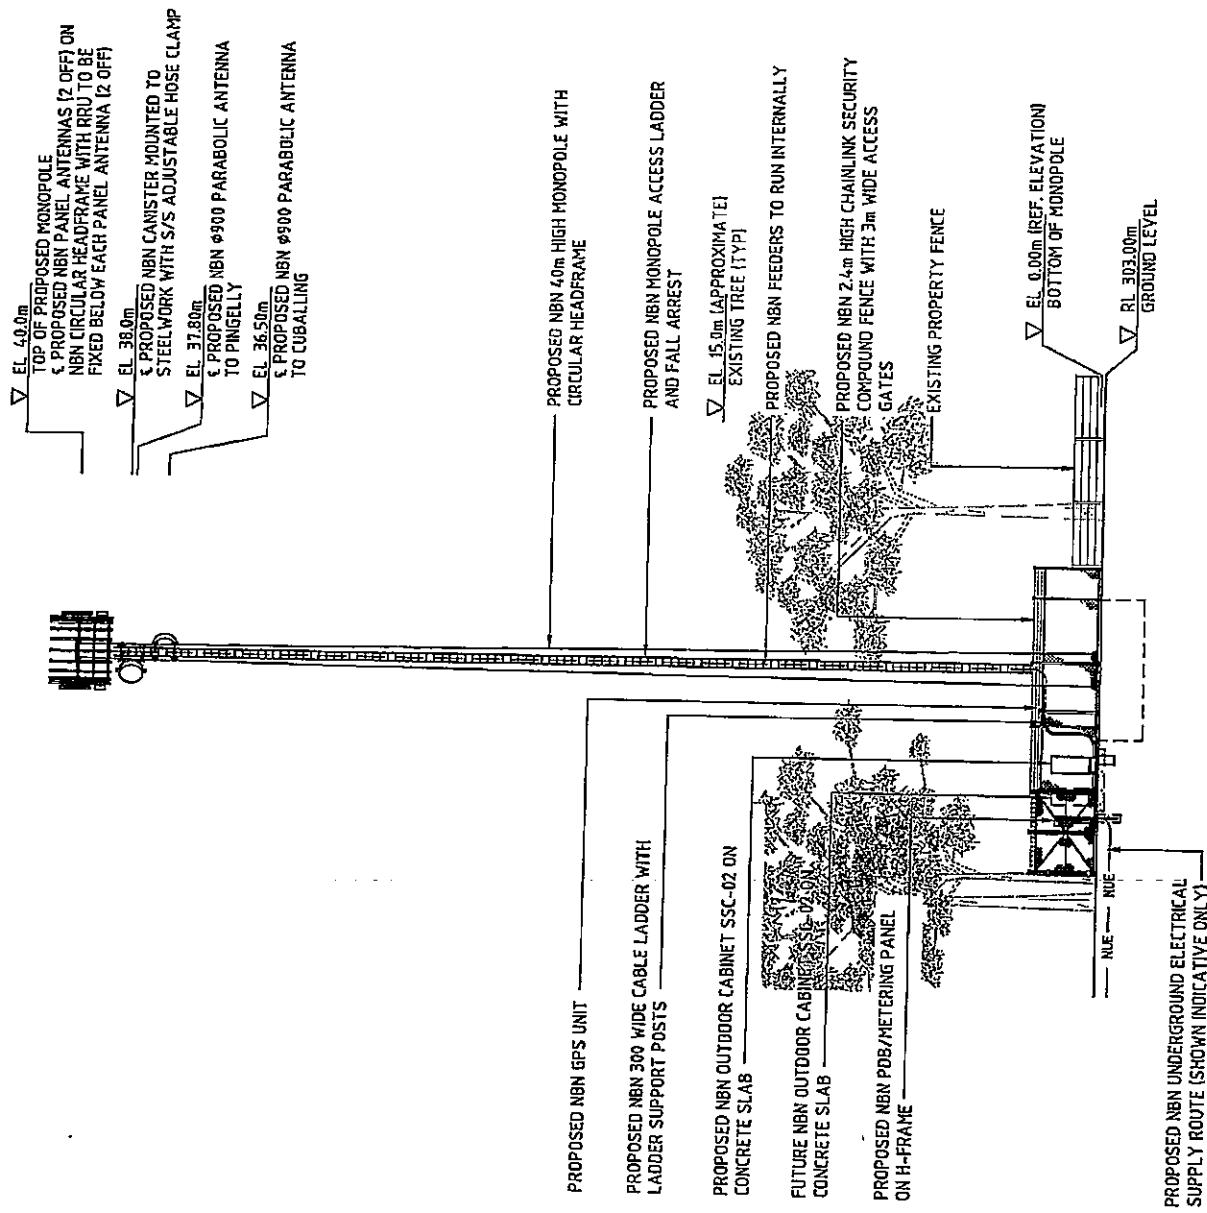 EL 40.0m
TOP OF PROPOSED MONOPOLE
℄ PROPOSED NBN PANEL ANTENNAS (2 OFF) ON
NBN CIRCULAR HEADFRAME WITH RRU TO BE
FIXED BELOW EACH PANEL ANTENNA (2 OFF)
EL 38.0m
℄ PROPOSED NBN CANISTER MOUNTED TO
STEELWORK WITH S/S ADJUSTABLE HOSE CLAMP
EL 37.80m
℄ PROPOSED NBN Ø900 PARABOLIC ANTENNA
TO PINGELLY
EL 36.50m
℄ PROPOSED NBN Ø900 PARABOLIC ANTENNA
TO CUBALLING
PROPOSED NBN 40m HIGH MONOPOLE WITH
CIRCULAR HEADFRAME
PROPOSED NBN MONOPOLE ACCESS LADDER
AND FALL ARREST
EL 15.0m (APPROXIMATE)
EXISTING TREE (TYP)
PROPOSED NBN FEEDERS TO RUN INTERNALLY
PROPOSED NBN 2.4m HIGH CHAINLINK SECURITY
COMPOUND FENCE WITH 3m WIDE ACCESS
GATES
EXISTING PROPERTY FENCE
EL 0.00m (REF. ELEVATION)
BOTTOM OF MONOPOLE
RL 303.00m
GROUND LEVEL
PROPOSED NBN GPS UNIT
PROPOSED NBN 300 WIDE CABLE LADDER WITH
LADDER SUPPORT POSTS
PROPOSED NBN OUTDOOR CABINET SSC-02 ON
CONCRETE SLAB
FUTURE NBN OUTDOOR CABINET SSC-02 ON
CONCRETE SLAB
PROPOSED NBN PDB/METERING PANEL
ON H-FRAME
NUE
NUE
PROPOSED NBN UNDERGROUND ELECTRICAL
SUPPLY ROUTE (SHOWN INDICATIVE ONLY)